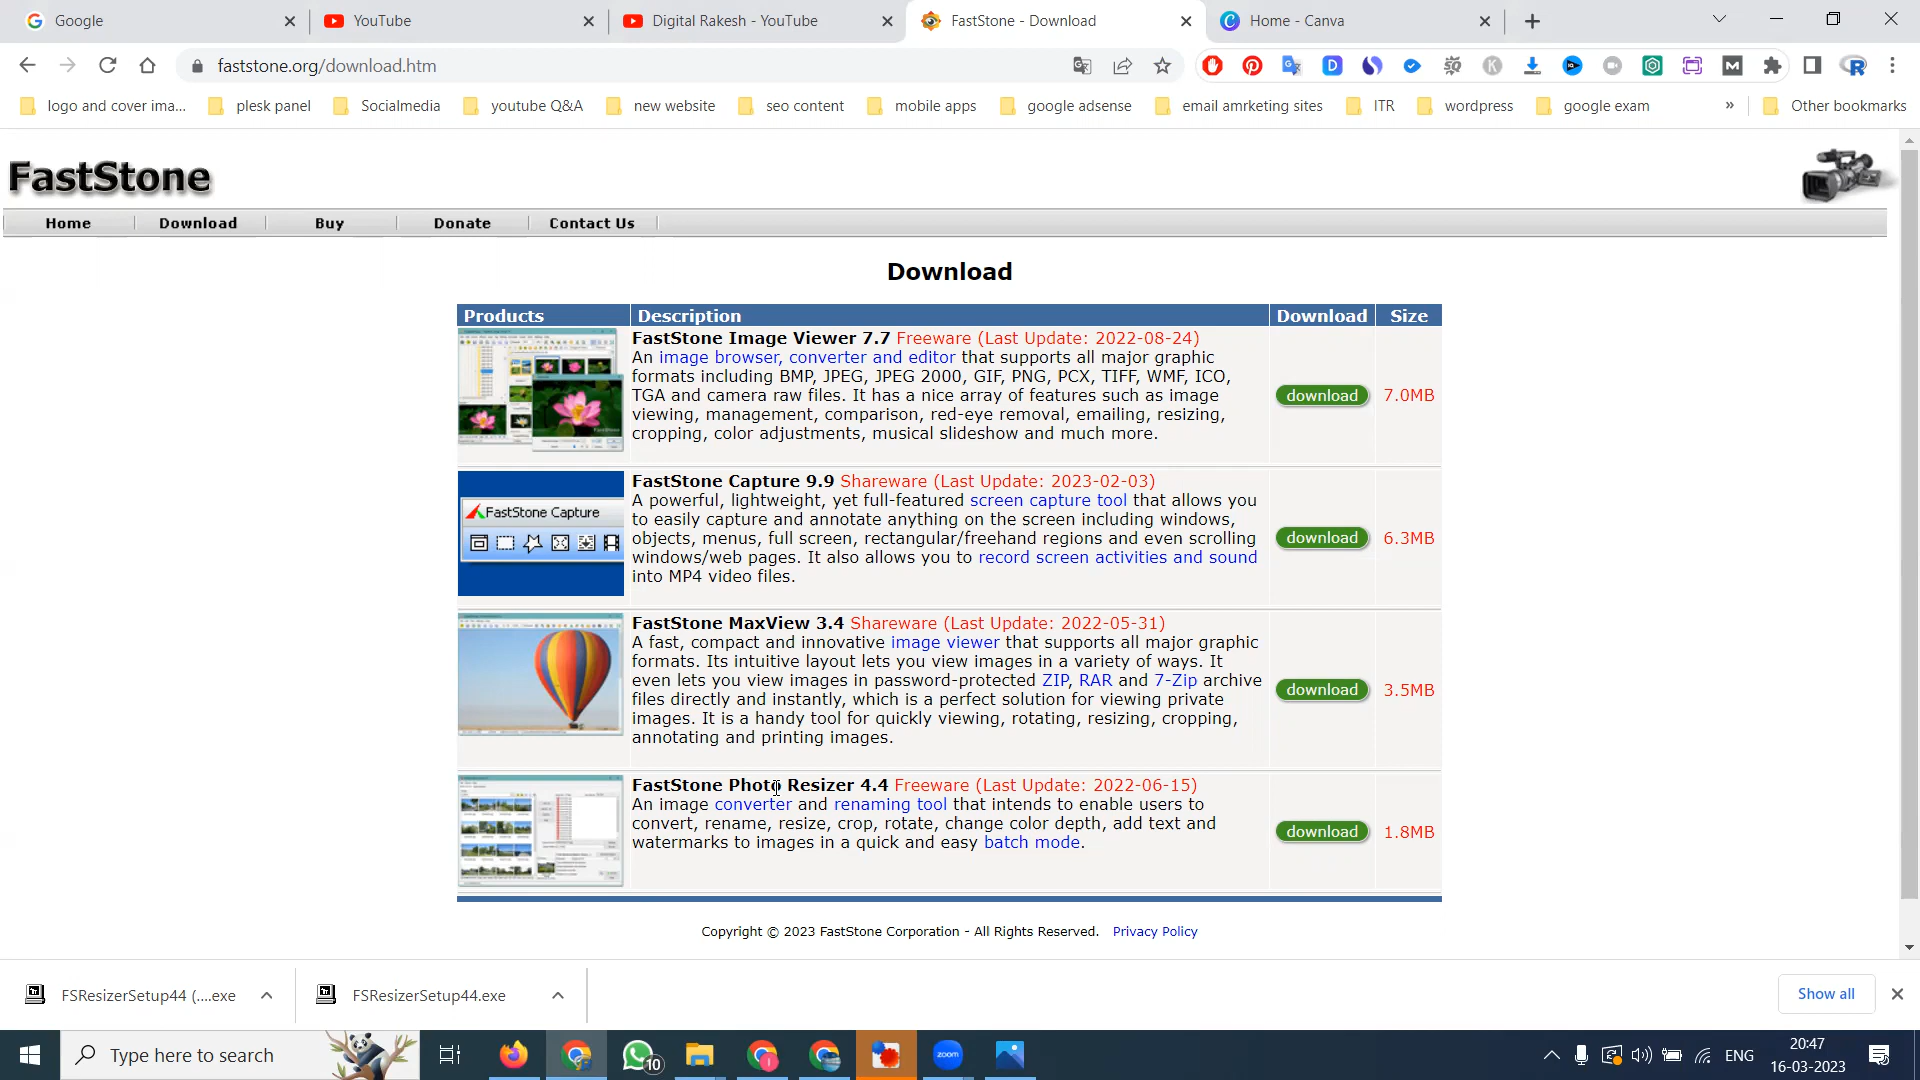 Google
YouTube
Digital Rakesh - YouTube
FastStone - Download
Home - Canva
faststone.org/download.htm
logo and cover ima...
plesk panel
Socialmedia
youtube Q&A
new website
seo content
mobile apps
google adsense
email amrketing sites
ITR
wordpress
google exam
»
Other bookmarks
FastStone
Home
Download
Buy
Donate
Contact Us
Download
Products
Description
Download
Size
FastStone Image Viewer 7.7 Freeware (Last Update: 2022-08-24)
An image browser, converter and editor that supports all major graphic
formats including BMP, JPEG, JPEG 2000, GIF, PNG, PCX, TIFF, WMF, ICO,
TGA and camera raw files. It has a nice array of features such as image
viewing, management, comparison, red-eye removal, emailing, resizing,
cropping, color adjustments, musical slideshow and much more.
download
7.0MB
FastStone Capture
FastStone Capture 9.9 Shareware (Last Update: 2023-02-03)
A powerful, lightweight, yet full-featured screen capture tool that allows you
to easily capture and annotate anything on the screen including windows,
objects, menus, full screen, rectangular/freehand regions and even scrolling
windows/web pages. It also allows you to record screen activities and sound
into MP4 video files.
download
6.3MB
FastStone MaxView 3.4 Shareware (Last Update: 2022-05-31)
A fast, compact and innovative image viewer that supports all major graphic
formats. Its intuitive layout lets you view images in a variety of ways. It
even lets you view images in password-protected ZIP, RAR and 7-Zip archive
files directly and instantly, which is a perfect solution for viewing private
images. It is a handy tool for quickly viewing, rotating, resizing, cropping,
annotating and printing images.
download
3.5MB
FastStone Photo Resizer 4.4 Freeware (Last Update: 2022-06-15)
An image converter and renaming tool that intends to enable users to
convert, rename, resize, crop, rotate, change color depth, add text and
watermarks to images in a quick and easy batch mode.
download
1.8MB
Copyright © 2023 FastStone Corporation - All Rights Reserved. Privacy Policy
FSResizerSetup44 (....exe
FSResizerSetup44.exe
Show all
Type here to search
10
zoom
ENG
20:47
16-03-2023